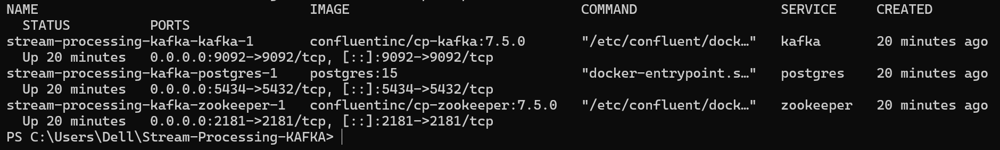 NAME IMAGE COMMAND SERVICE CREATED
STATUS PORTS
stream-processing-kafka-kafka-1 confluentinc/cp-kafka:7.5.0 "/etc/confluent/dock…" kafka 20 minutes ago
Up 20 minutes 0.0.0.0:9092->9092/tcp, [::]:9092->9092/tcp
stream-processing-kafka-postgres-1 postgres:15 "docker-entrypoint.s…" postgres 20 minutes ago
Up 20 minutes 0.0.0.0:5434->5432/tcp, [::]:5434->5432/tcp
stream-processing-kafka-zookeeper-1 confluentinc/cp-zookeeper:7.5.0 "/etc/confluent/dock…" zookeeper 20 minutes ago
Up 20 minutes 0.0.0.0:2181->2181/tcp, [::]:2181->2181/tcp
PS C:\Users\Dell\Stream-Processing-KAFKA>